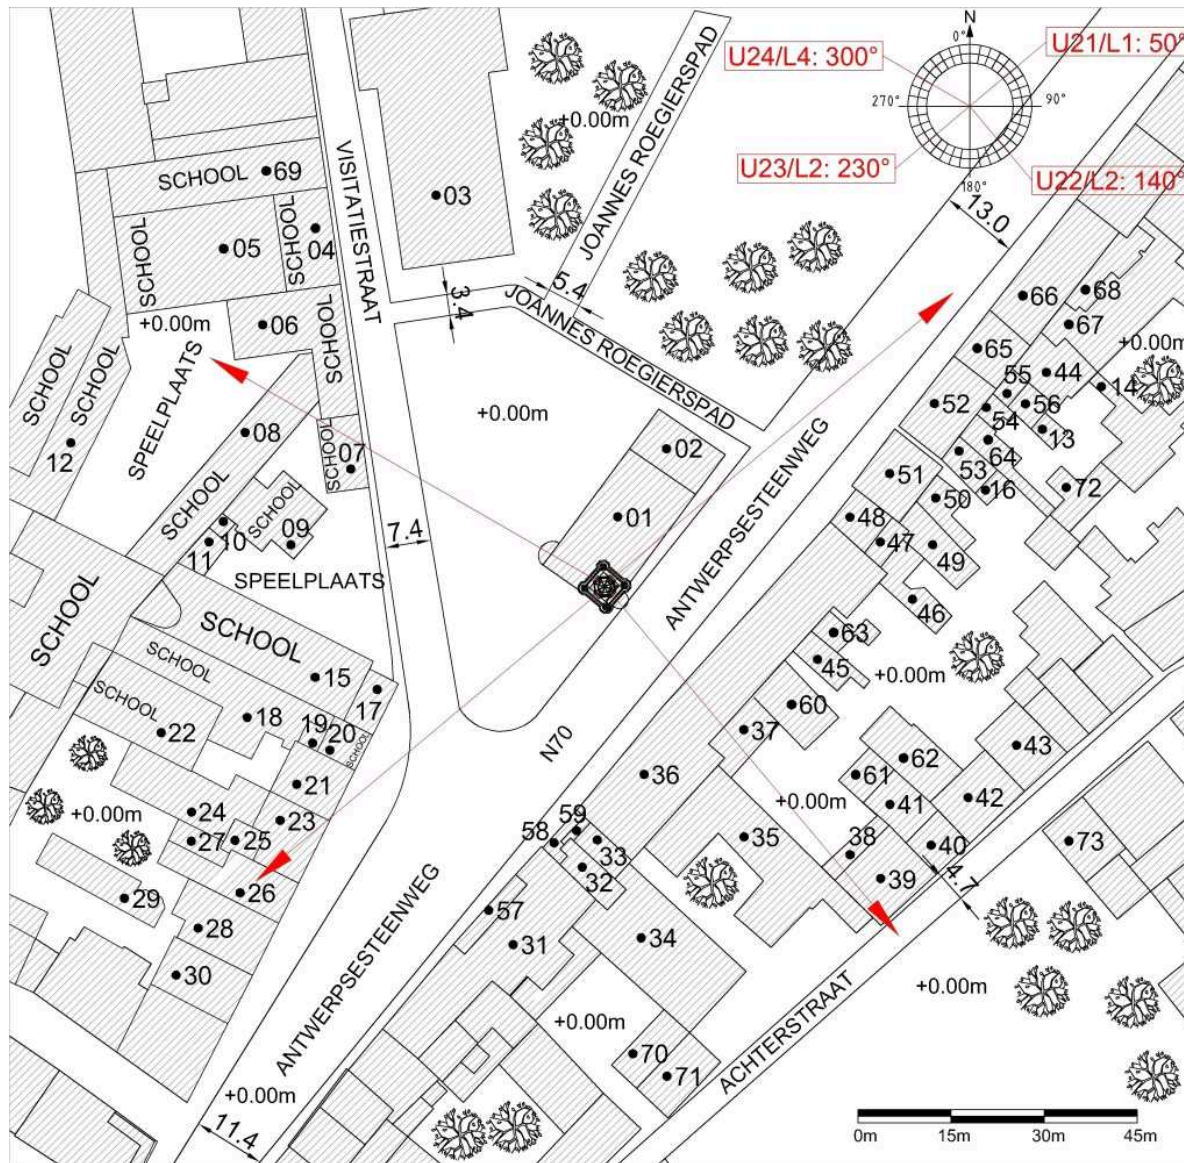 N
0°
U24/L4: 300°
U21/L1: 50°
270°
90°
U23/L2: 230°
180°
U22/L2: 140°
13.0
JOANNES ROEGIERSPAD
+0.00m
VISITATIESTRAAT
SCHOOL
69
03
SCHOOL
05
SCHOOL
04
5.4
3.4
JOANNES ROEGIERSPAD
66
68
67
+0.00m
06
SCHOOL
+0.00m
SCHOOL
SCHOOL
SPEELPLAATS
65
44
55
14
52
56
54
13
+0.00m
08
12
SCHOOL
07
02
ANTWERPSESTEENWEG
64
53
51
16
72
50
SCHOOL
SCHOOL
10
11
09
01
48
47
49
7.4
SPEELPLAATS
46
SCHOOL
SCHOOL
63
45
+0.00m
SCHOOL
15
17
SCHOOL
18
22
19
20
SCHOOL
60
37
N70
43
62
36
61
21
41
42
+0.00m
24
23
+0.00m
59
58
33
35
38
40
73
27
25
4.7
32
39
26
29
57
28
31
34
ANTWERPSESTEENWEG
30
+0.00m
+0.00m
70
71
ACHTERSTRAAT
+0.00m
11.4
0m
15m
30m
45m